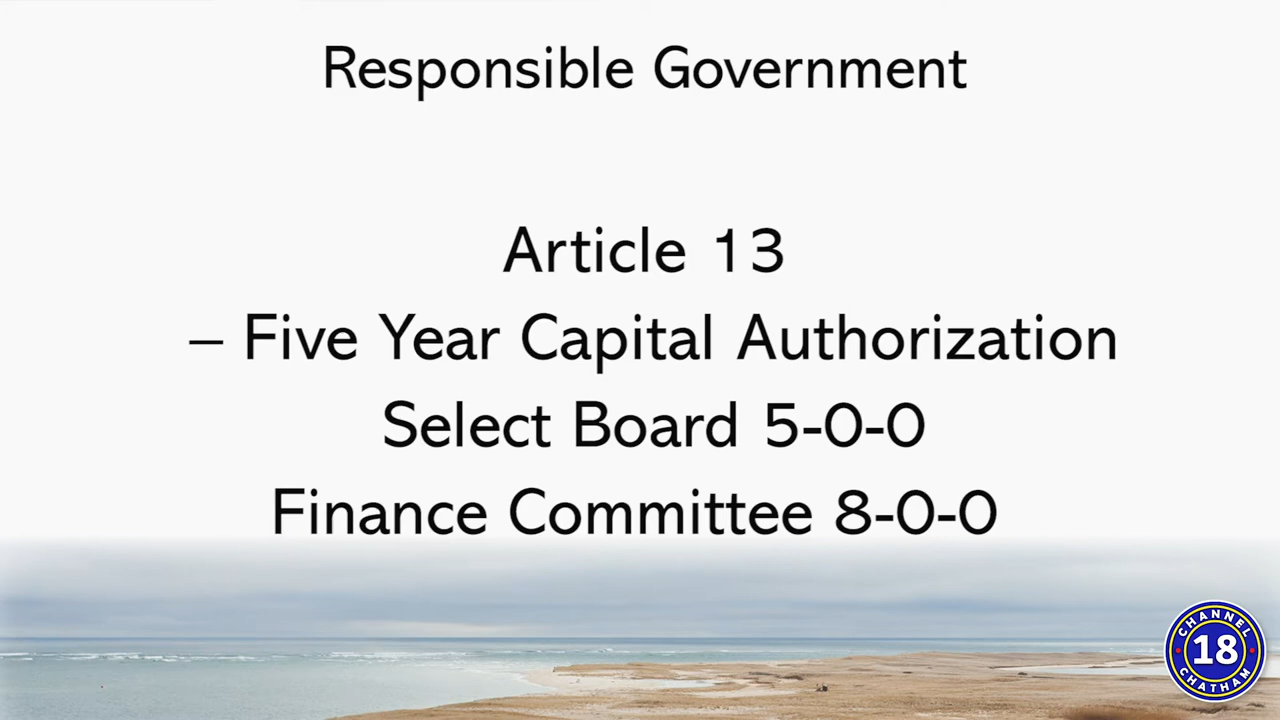 Responsible Government
Article 13
– Five Year Capital Authorization
Select Board 5-0-0
Finance Committee 8-0-0
CHANNEL
18
CHATHAM